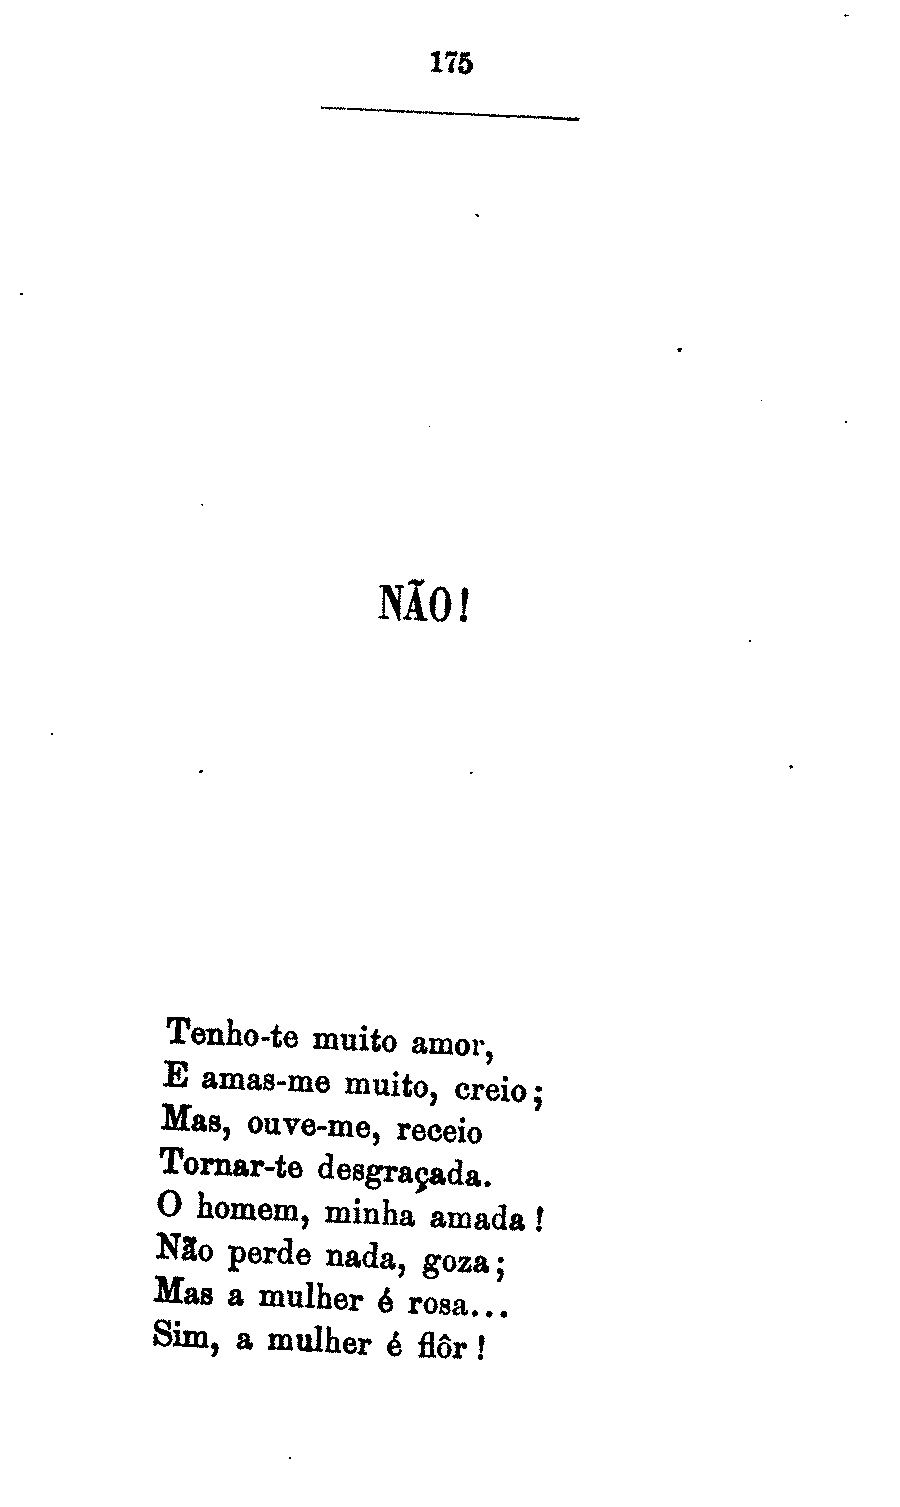 175
NÃO!
Tenho-te muito amor,
E amas-me muito, creio;
Mas, ouve-me, receio
Tornar-te desgraçada.
O homem, minha amada!
Não perde nada, goza;
Mas a mulher é rosa...
Sim, a mulher é flôr!